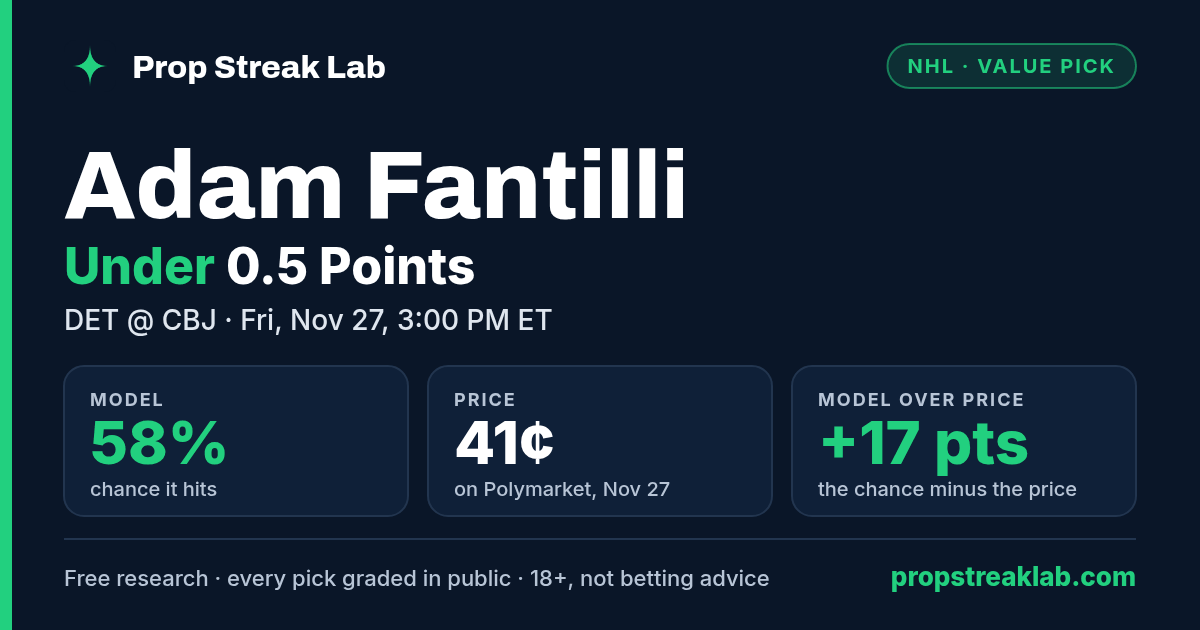 Prop Streak Lab
NHL · VALUE PICK
Adam Fantilli
Under 0.5 Points
DET @ CBJ · Fri, Nov 27, 3:00 PM ET
MODEL
58%
chance it hits
PRICE
41¢
on Polymarket, Nov 27
MODEL OVER PRICE
+17 pts
the chance minus the price
Free research · every pick graded in public · 18+, not betting advice
propstreaklab.com